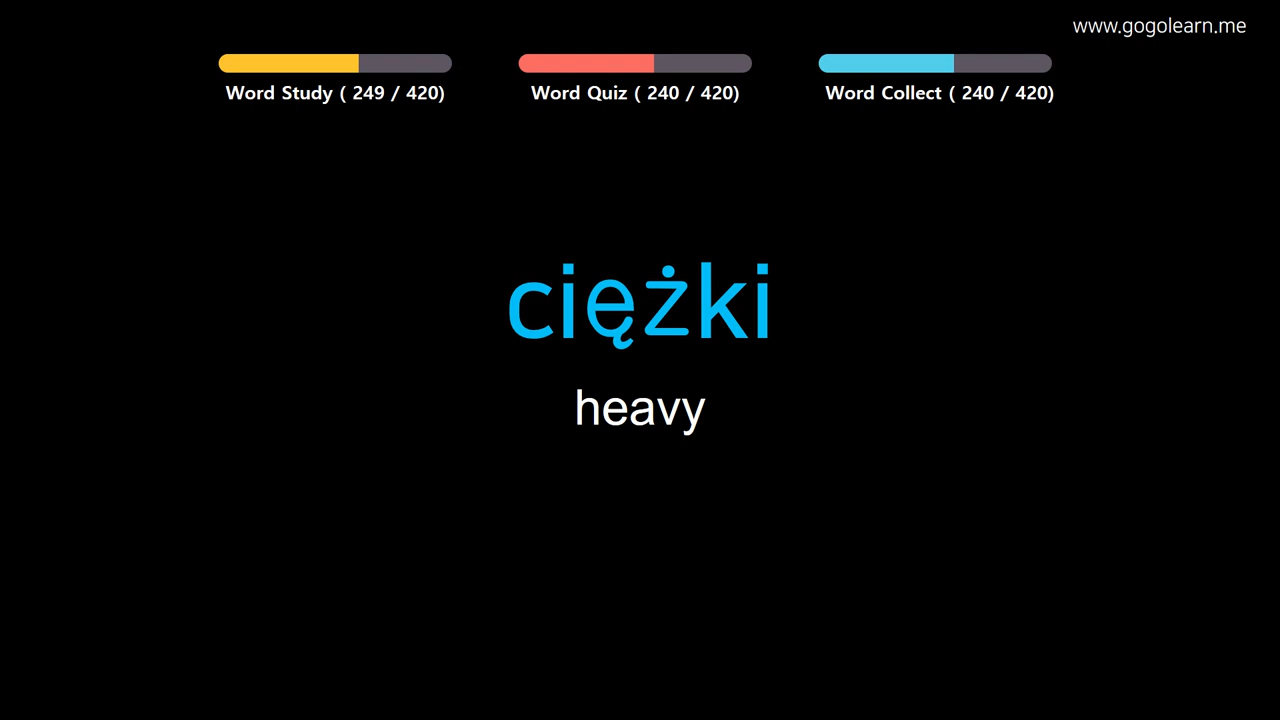 www.gogolearn.me
Word Study ( 249 / 420)
Word Quiz ( 240 / 420)
Word Collect ( 240 / 420)
ciężki
heavy